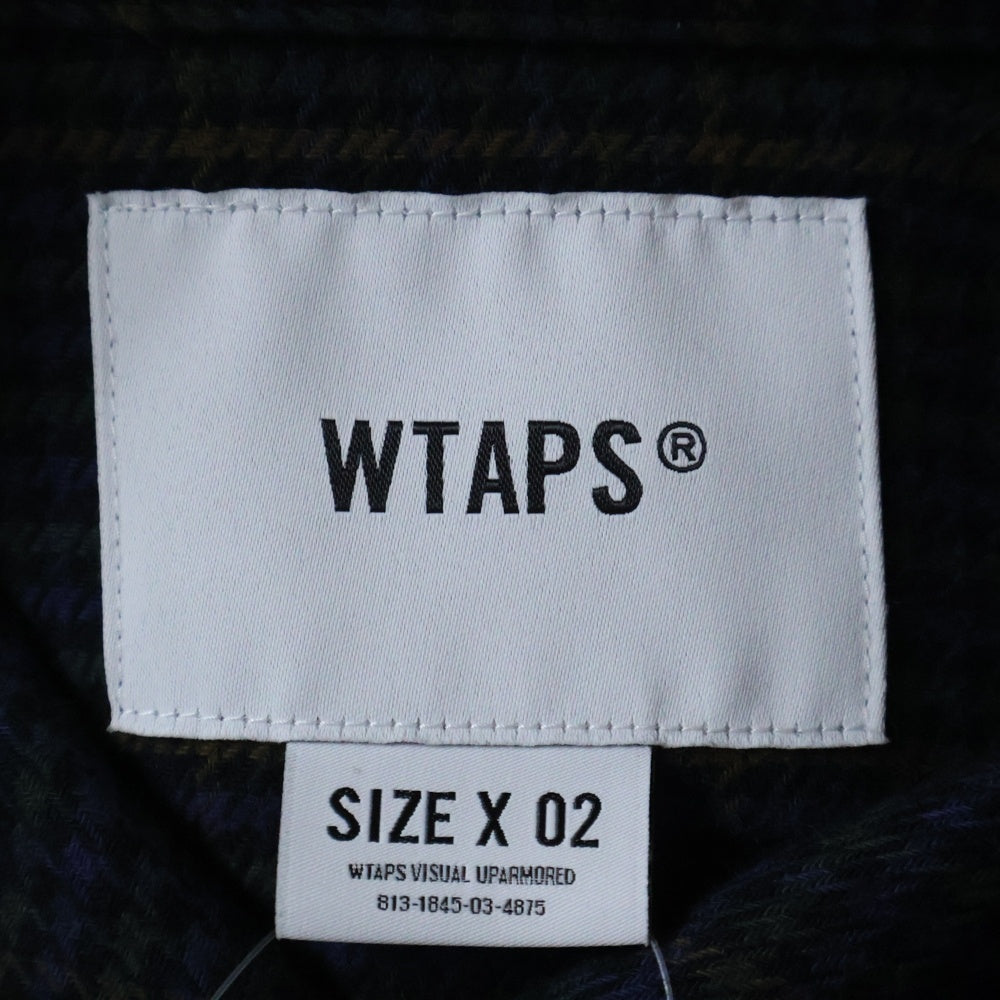 WTAPS®
SIZE X 02
WTAPS VISUAL UPARMORED
813-1845-03-4875